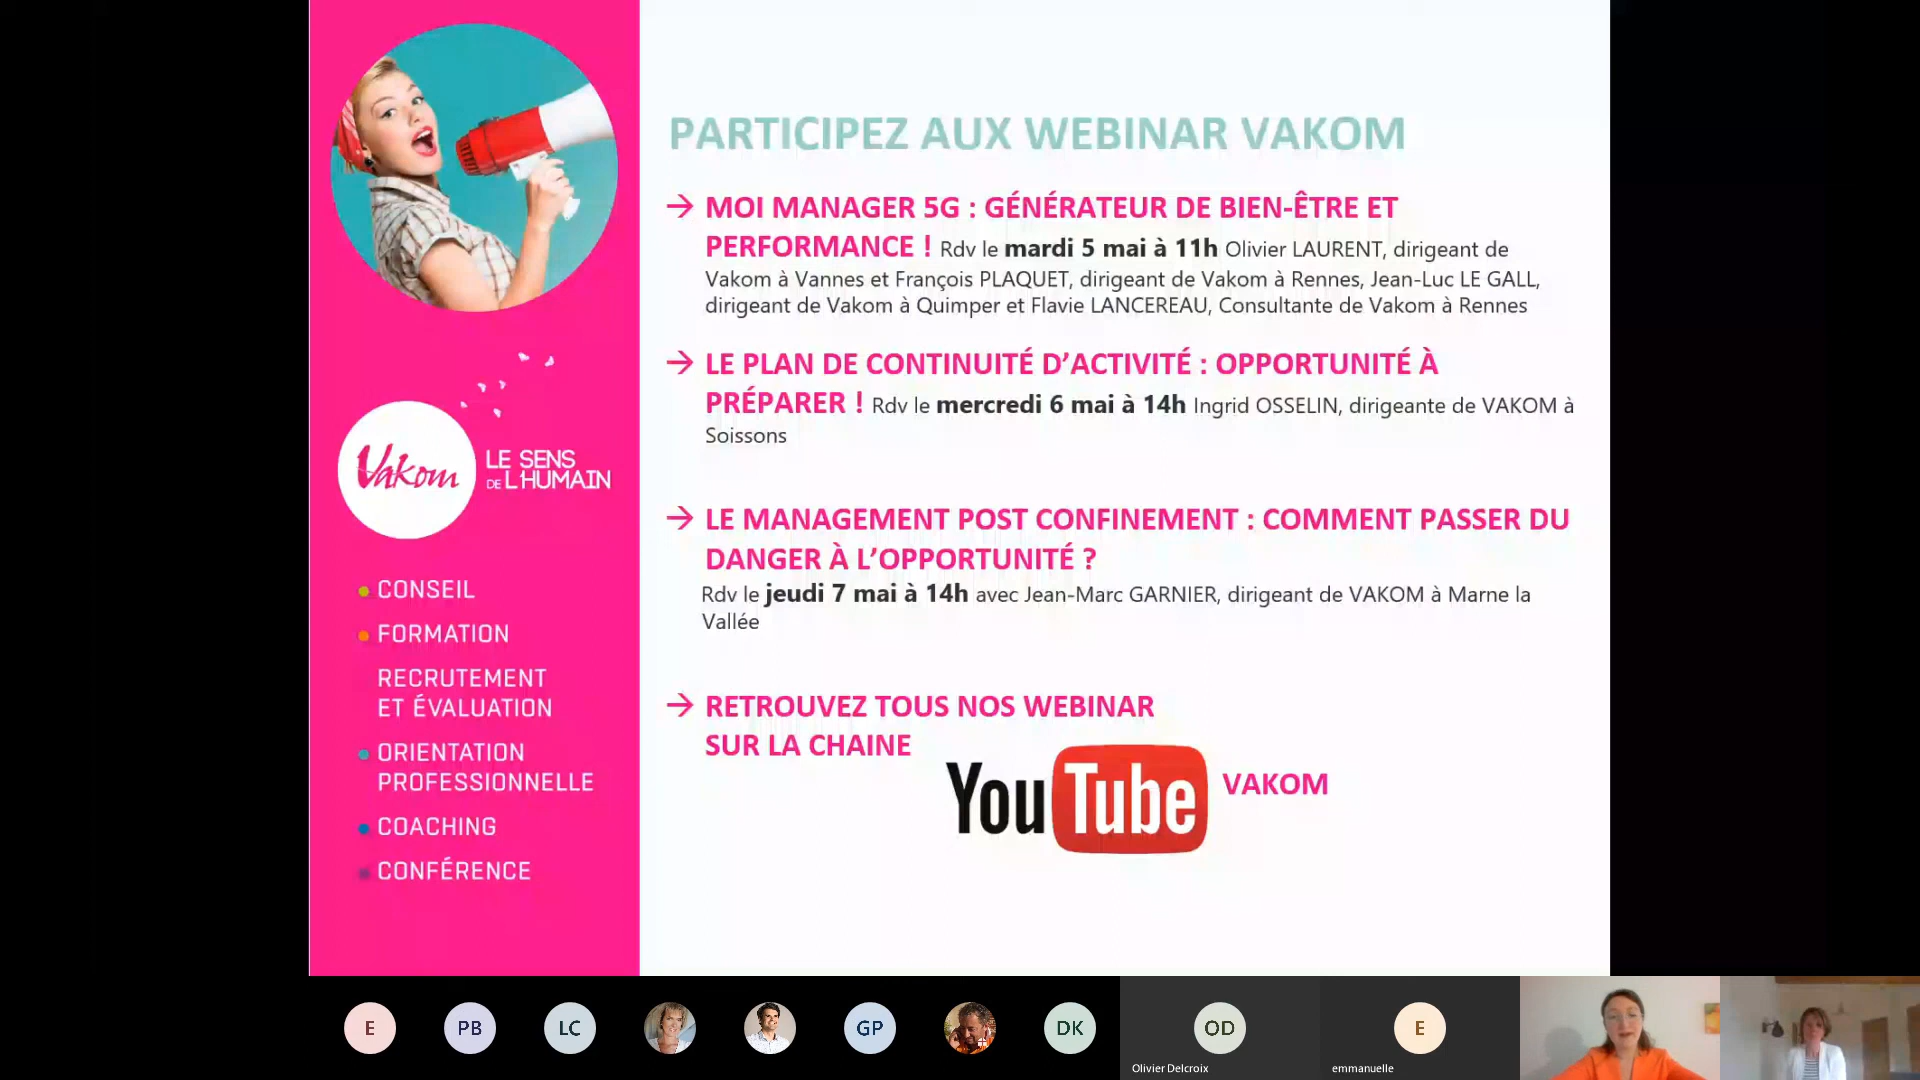 PARTICIPEZ AUX WEBINAR VAKOM
→ MOI MANAGER 5G : GÉNÉRATEUR DE BIEN-ÊTRE ET
PERFORMANCE ! Rdv le mardi 5 mai à 11h Olivier LAURENT, dirigeant de
Vakom à Vannes et François PLAQUET, dirigeant de Vakom à Rennes, Jean-Luc LE GALL,
dirigeant de Vakom à Quimper et Flavie LANCEREAU, Consultante de Vakom à Rennes
→ LE PLAN DE CONTINUITÉ D’ACTIVITÉ : OPPORTUNITÉ À
PRÉPARER ! Rdv le mercredi 6 mai à 14h Ingrid OSSELIN, dirigeante de VAKOM à
Soissons
→ LE MANAGEMENT POST CONFINEMENT : COMMENT PASSER DU
DANGER À L’OPPORTUNITÉ ?
Rdv le jeudi 7 mai à 14h avec Jean-Marc GARNIER, dirigeant de VAKOM à Marne la
Vallée
→ RETROUVEZ TOUS NOS WEBINAR
SUR LA CHAINE
YouTube VAKOM
Vakom
LE SENS
DE L'HUMAIN
CONSEIL
FORMATION
RECRUTEMENT
ET ÉVALUATION
ORIENTATION
PROFESSIONNELLE
COACHING
CONFÉRENCE
E
PB
LC
GP
DK
OD
Olivier Delcroix
E
emmanuelle